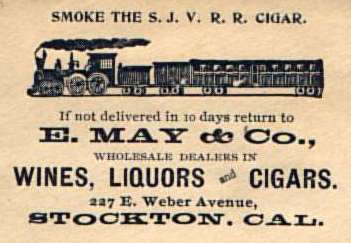 SMOKE THE S. J. V. R. R. CIGAR.
If not delivered in 10 days return to
E. MAY & Co.,
WHOLESALE DEALERS IN
WINES, LIQUORS and CIGARS.
227 E. Weber Avenue,
STOCKTON. CAL.